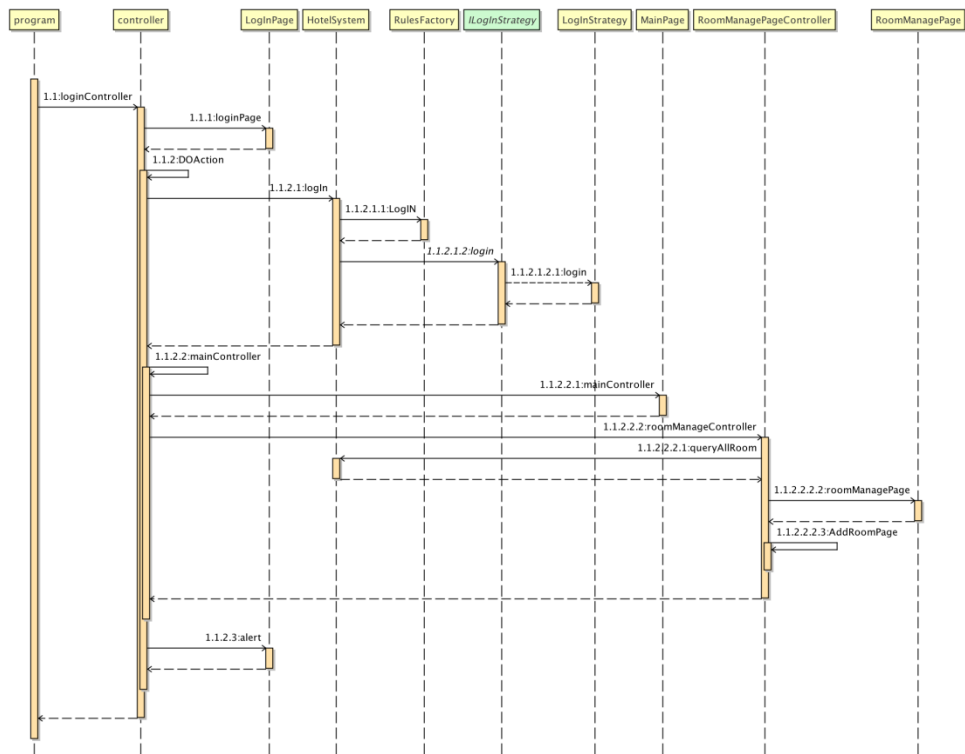 program
controller
LogInPage
HotelSystem
RulesFactory
ILogInStrategy
LogInStrategy
MainPage
RoomManagePageController
RoomManagePage
1.1:loginController
1.1.1:loginPage
1.1.2:DOAction
1.1.2.1:logIn
1.1.2.1.1:LogIN
1.1.2.1.2:login
1.1.2.1.2.1:login
1.1.2.2:mainController
1.1.2.2.1:mainController
1.1.2.2.2:roomManageController
1.1.2.2.2.1:queryAllRoom
1.1.2.2.2.2:roomManagePage
1.1.2.2.2.3:AddRoomPage
1.1.2.3:alert